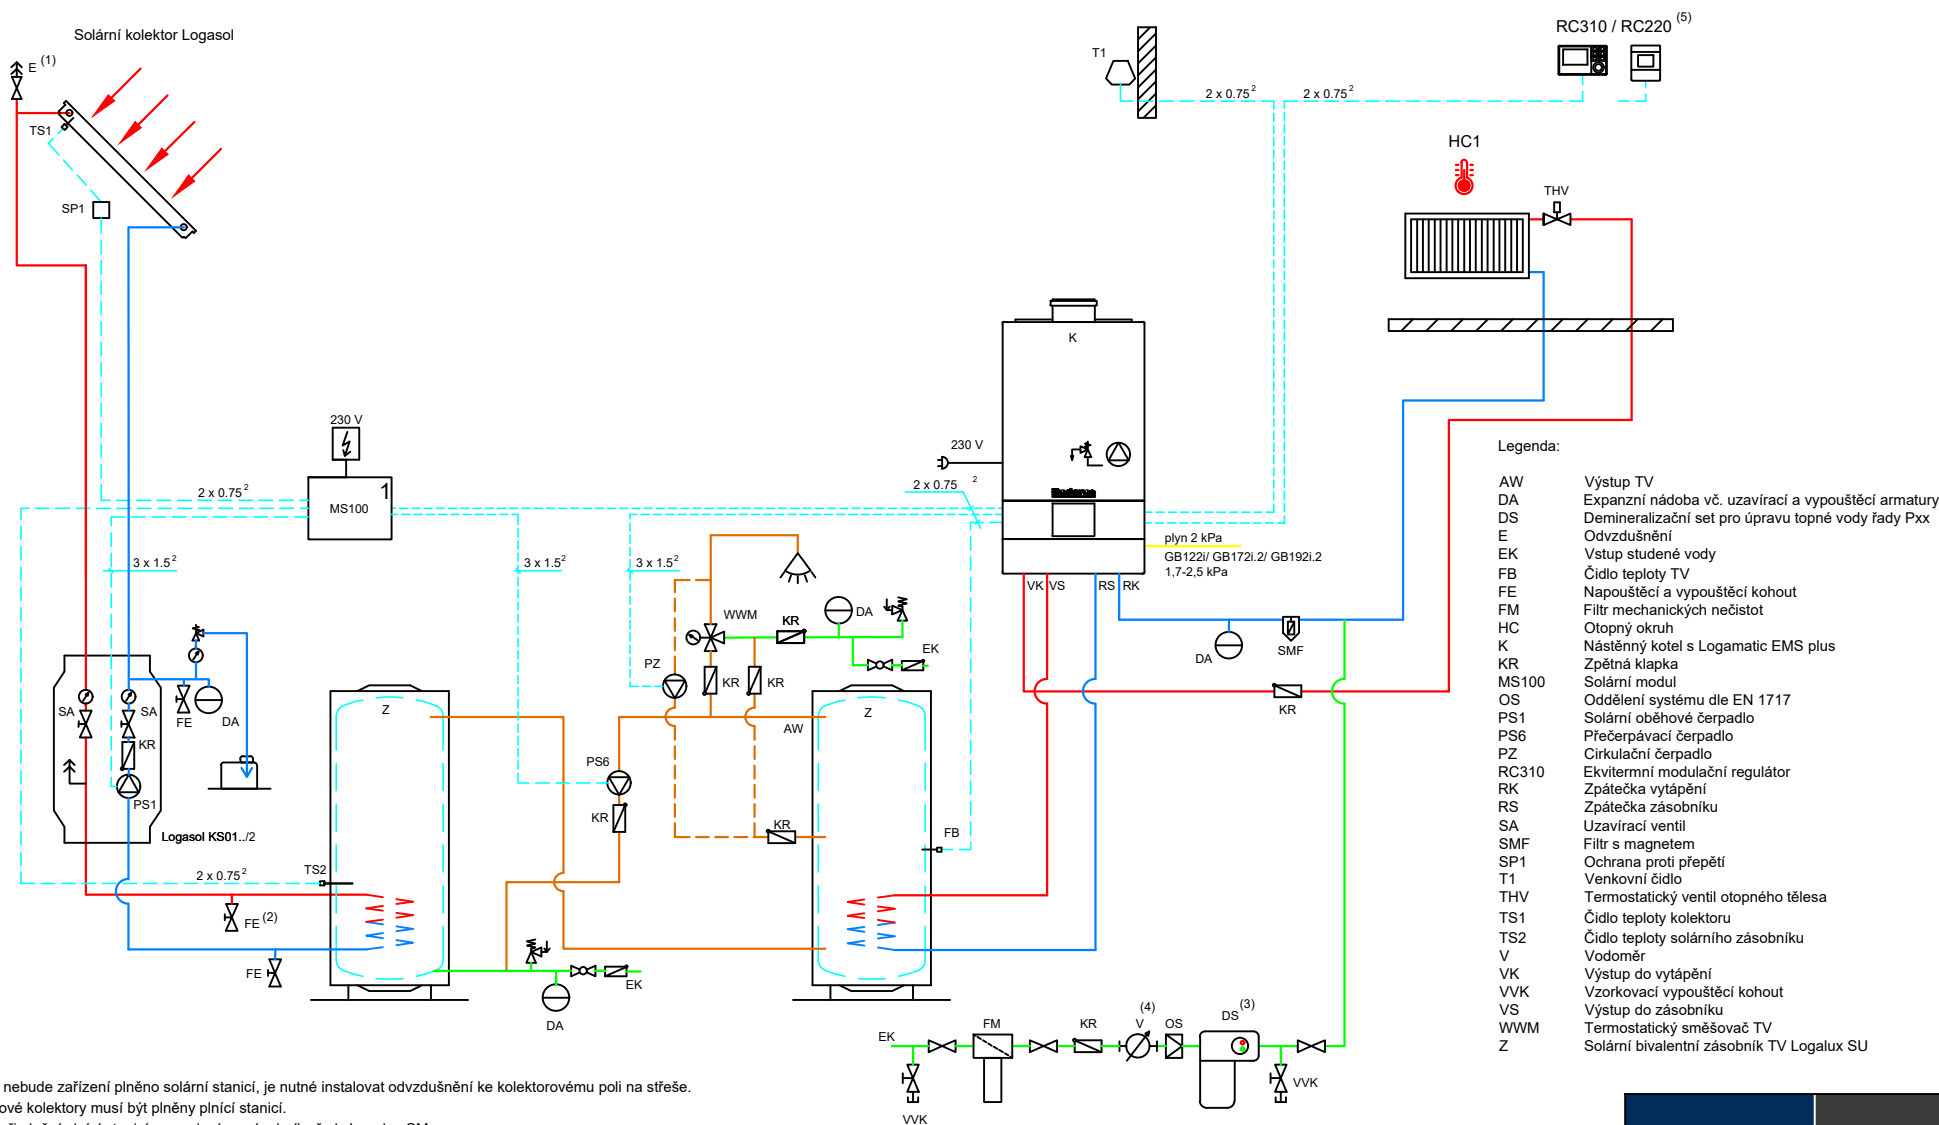 Solární kolektor Logasol
E (1)
TS1
SP1
T1
RC310 / RC220 (5)
2 x 0.75²
2 x 0.75²
HC1
THV
K
230 V
230 V
MS100
1
2 x 0.75²
2 x 0.75 ²
3 x 1.5²
3 x 1.5²
3 x 1.5²
plyn 2 kPa
GB122i/ GB172i.2/ GB192i.2
1,7-2,5 kPa
VK
VS
RS
RK
WWM
KR
DA
EK
PZ
KR
KR
DA
SMF
KR
SA
SA
KR
FE
DA
PS1
Logasol KS01../2
Z
Z
AW
PS6
KR
KR
FB
2 x 0.75²
TS2
FE (2)
FE
EK
DA
EK
FM
KR
V (4)
OS
DS (3)
VVK
VVK
Legenda:
AW Výstup TV
DA Expanzní nádoba vč. uzavírací a vypouštěcí armatury
DS Demineralizační set pro úpravu topné vody řady Pxx
E Odvzdušnění
EK Vstup studené vody
FB Čidlo teploty TV
FE Napouštěcí a vypouštěcí kohout
FM Filtr mechanických nečistot
HC Otopný okruh
K Nástěnný kotel s Logamatic EMS plus
KR Zpětná klapka
MS100 Solární modul
OS Oddělení systému dle EN 1717
PS1 Solární oběhové čerpadlo
PS6 Přečerpávací čerpadlo
PZ Cirkulační čerpadlo
RC310 Ekvitermní modulační regulátor
RK Zpátečka vytápění
RS Zpátečka zásobníku
SA Uzavírací ventil
SMF Filtr s magnetem
SP1 Ochrana proti přepětí
T1 Venkovní čidlo
THV Termostatický ventil otopného tělesa
TS1 Čidlo teploty kolektoru
TS2 Čidlo teploty solárního zásobníku
V Vodoměr
VK Výstup do vytápění
VVK Vzorkovací vypouštěcí kohout
VS Výstup do zásobníku
WWM Termostatický směšovač TV
Z Solární bivalentní zásobník TV Logalux SU
nebude zařízení plněno solární stanicí, je nutné instalovat odvzdušnění ke kolektorovému poli na střeše.
ové kolektory musí být plněny plnící stanicí.